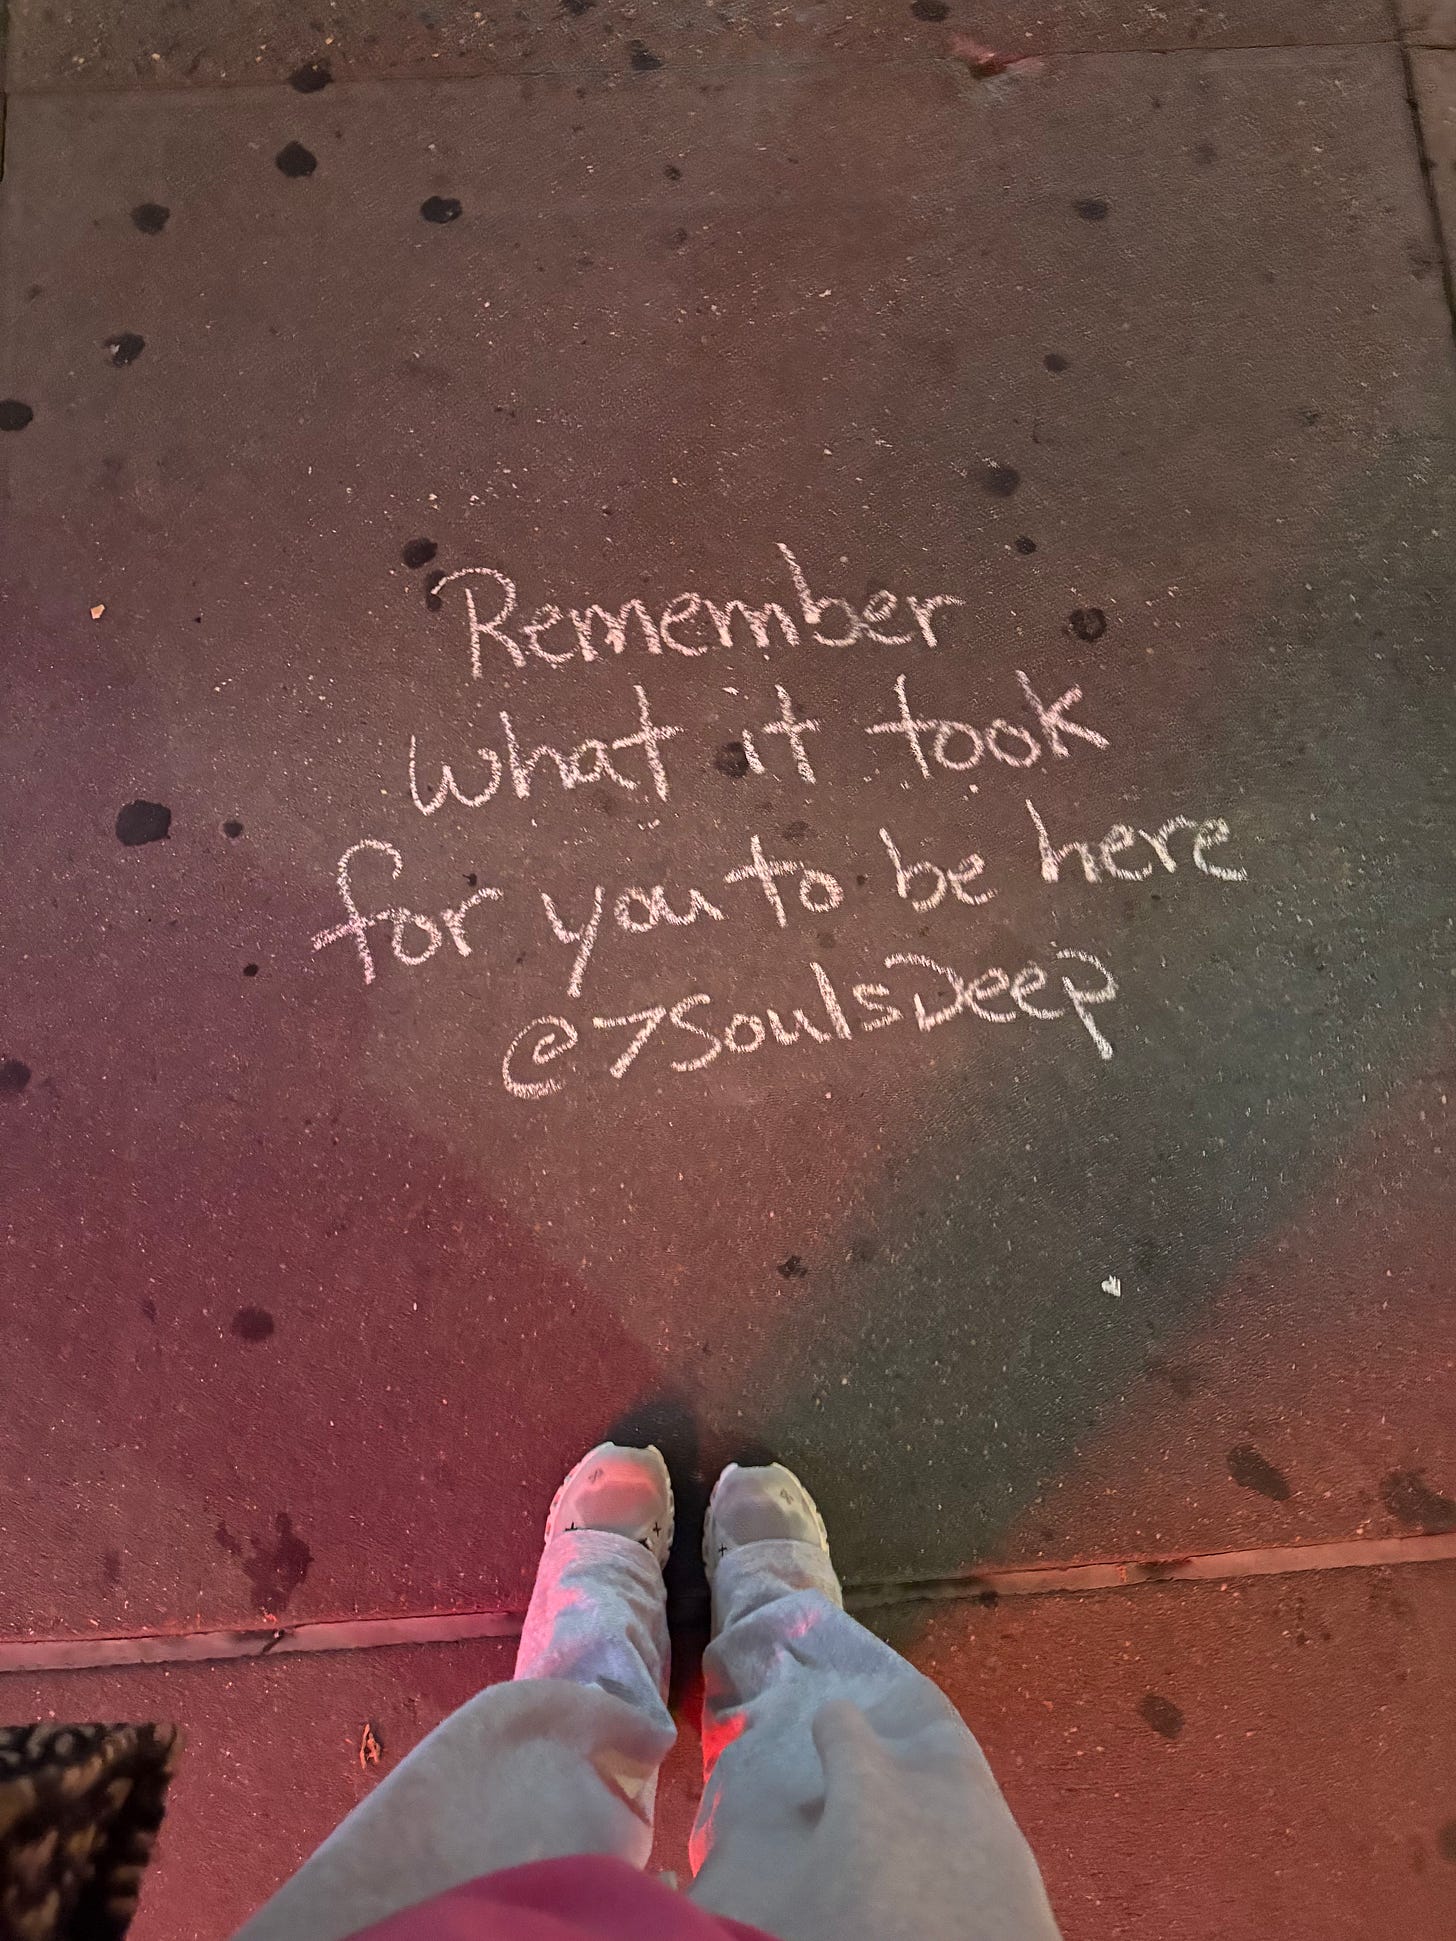 Remember
what it took
for you to be here
@7SoulsDeep